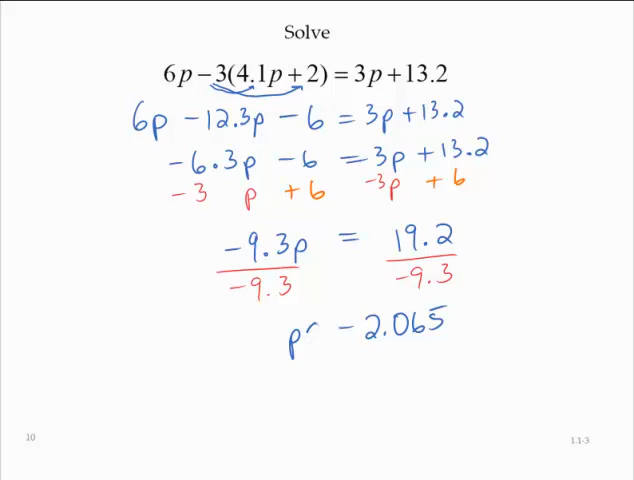 Solve
6p − 3(4.1p + 2) = 3p + 13.2
6p − 12.3p − 6 = 3p + 13.2
− 6.3p − 6 = 3p + 13.2
− 3 p + 6 − 3p + 6
− 9.3p = 19.2
− 9.3 − 9.3
p − 2.065
10 1.1-3